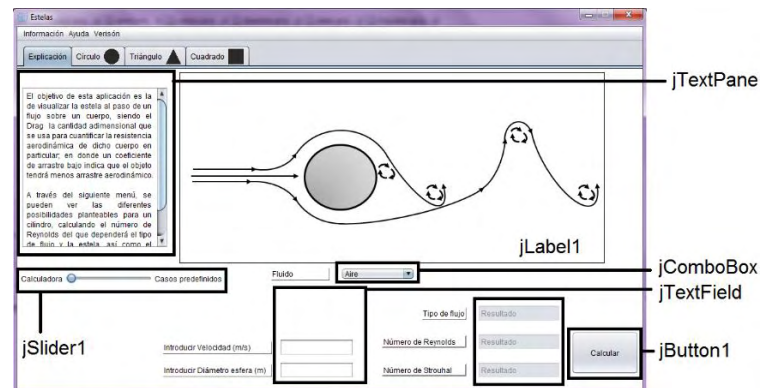 Estelas
Información Ayuda Verisón
Explicación Círculo Triángulo Cuadrado
jTextPane
El objetivo de esta aplicación es la
de visualizar la estela al paso de un
flujo sobre un cuerpo, siendo el
Drag la cantidad adimensional que
se usa para cuantificar la resistencia
aerodinámica de dicho cuerpo en
particular; en donde un coeficiente
de arrastre bajo indica que el objeto
tendrá menos arrastre aerodinámico.
A través del siguiente menú, se
pueden ver las diferentes
posibilidades planteables para un
cilindro, calculando el número de
Reynolds del que dependerá el tipo
de flujo y la estela, así como el
jLabel1
Calculadora Casos predefinidos
Fluido Aire
jComboBox
jTextField
jSlider1
Tipo de flujo Resultado
Introducir Velocidad (m/s) Número de Reynolds Resultado
Introducir Diámetro esfera (m) Número de Strouhal Resultado
Calcular
jButton1